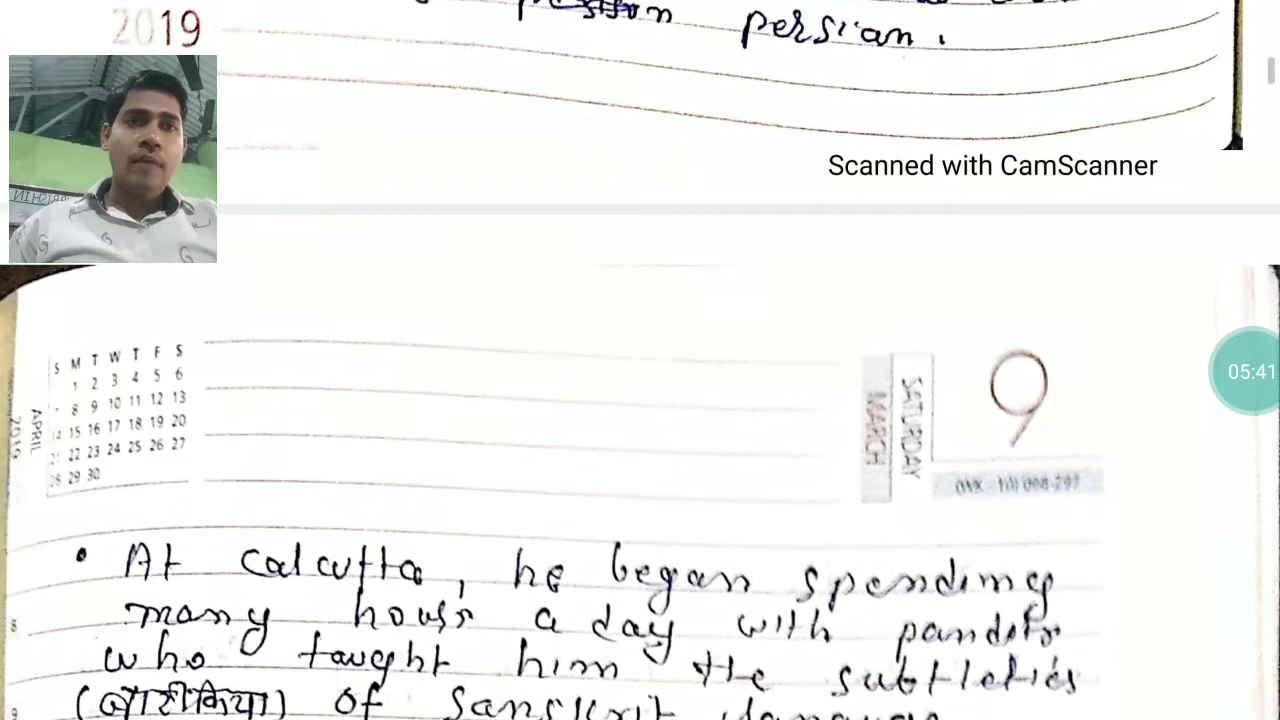 2019
persian.
Scanned with CamScanner
S M T W T F S
1 2 3 4 5 6
7 8 9 10 11 12 13
14 15 16 17 18 19 20
21 22 23 24 25 26 27
28 29 30
APRIL
2019
SATURDAY
MARCH
9
05:41
• At Calcutta, he began spending
many hours a day with pandits
8
who taught him the subtleties
(बारीकिया) of Sanskrit language
9